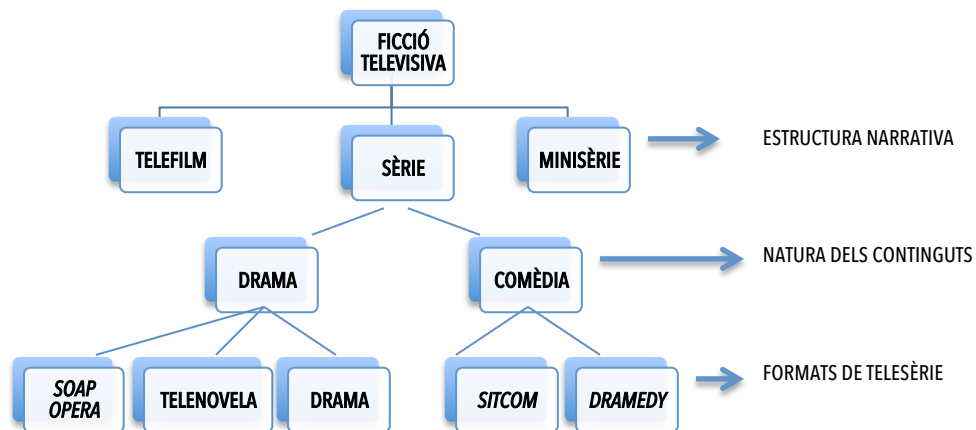 FICCIÓ
TELEVISIVA
TELEFILM
SÈRIE
MINISÈRIE
ESTRUCTURA NARRATIVA
DRAMA
COMÈDIA
NATURA DELS CONTINGUTS
SOAP
OPERA
TELENOVELA
DRAMA
SITCOM
DRAMEDY
FORMATS DE TELESÈRIE